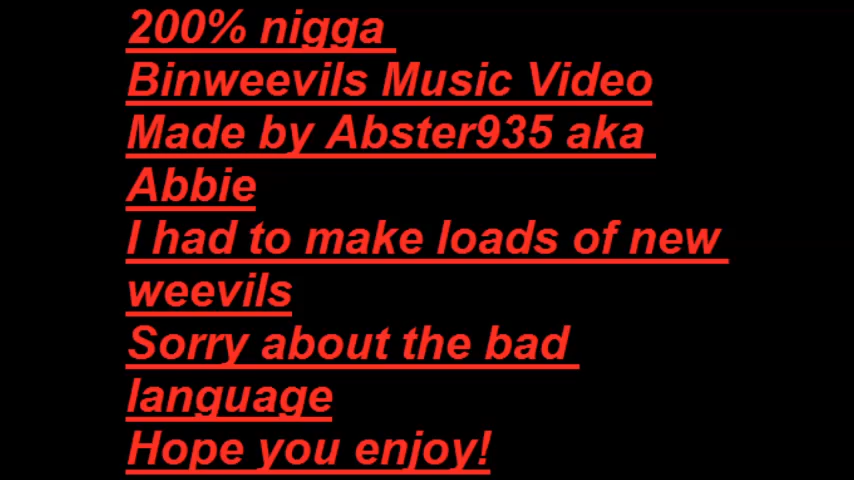 200% nigga
Binweevils Music Video
Made by Abster935 aka
Abbie
I had to make loads of new
weevils
Sorry about the bad
language
Hope you enjoy!